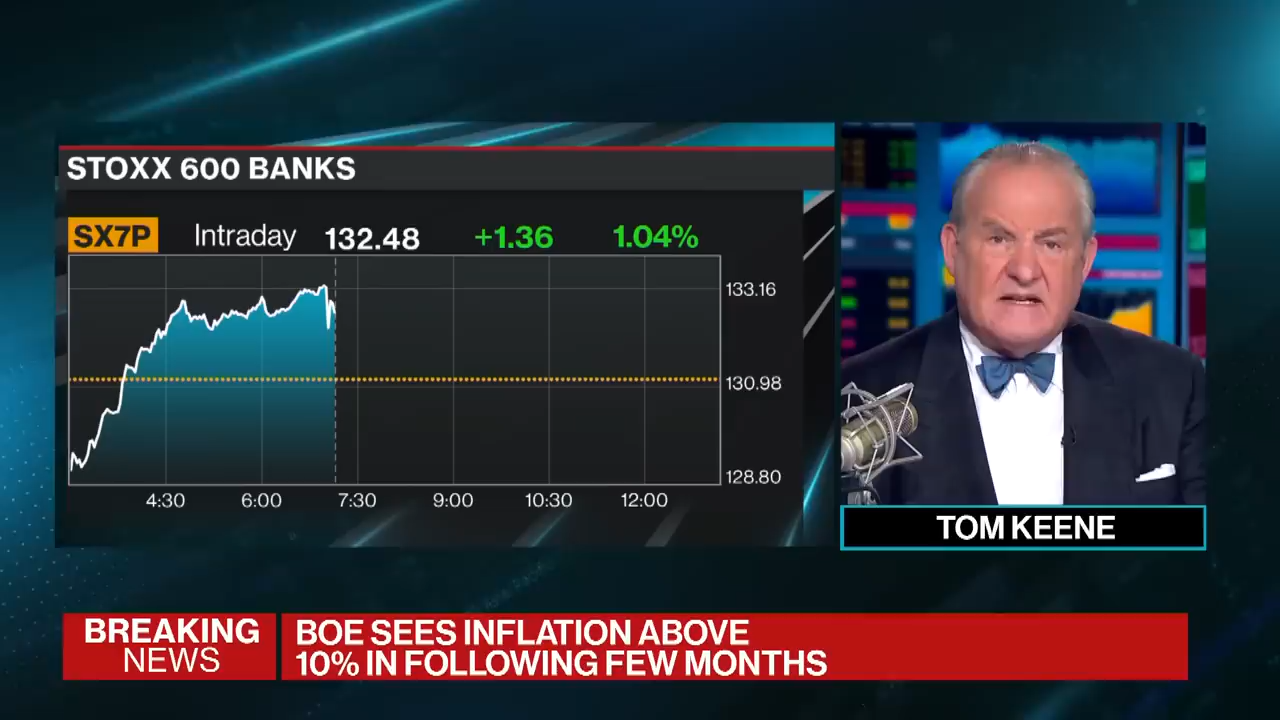 STOXX 600 BANKS
SX7P Intraday 132.48 +1.36 1.04%
133.16
130.98
128.80
4:30 6:00 7:30 9:00 10:30 12:00
TOM KEENE
BREAKING
NEWS
BOE SEES INFLATION ABOVE
10% IN FOLLOWING FEW MONTHS